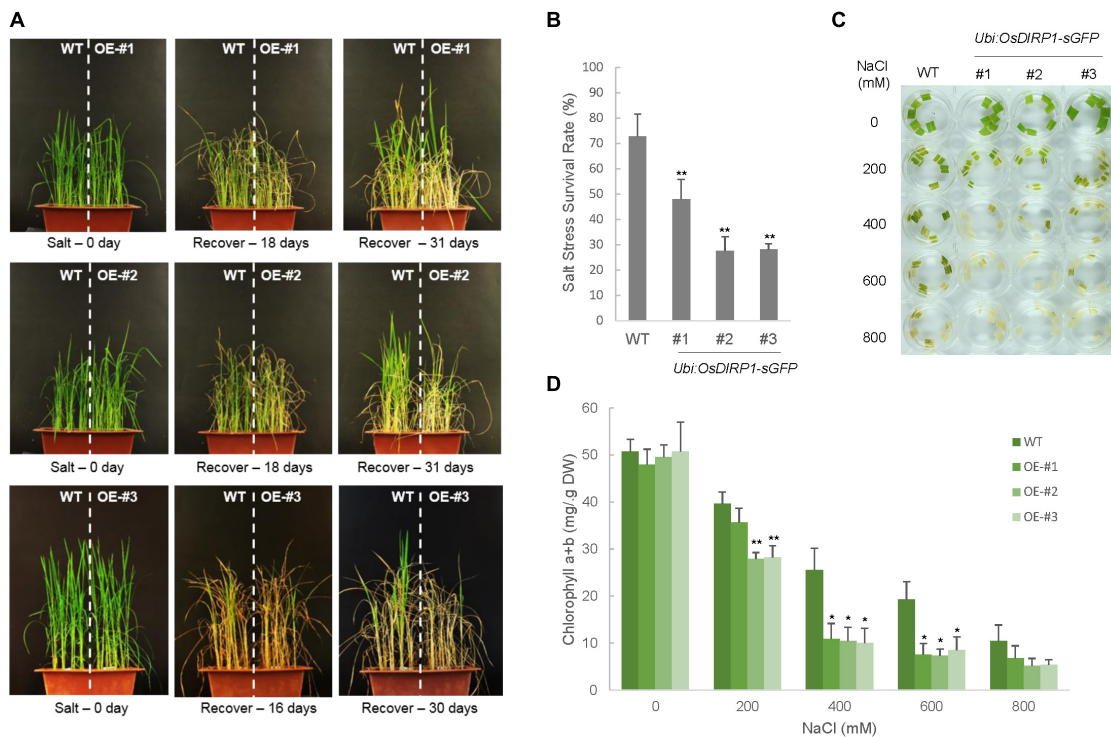 A
WT OE-#1
WT OE-#1
WT OE-#1
Salt – 0 day
Recover – 18 days
Recover – 31 days
WT OE-#2
WT OE-#2
WT OE-#2
Salt – 0 day
Recover – 18 days
Recover – 31 days
WT OE-#3
WT OE-#3
WT OE-#3
Salt – 0 day
Recover – 16 days
Recover – 30 days
B
Salt Stress Survival Rate (%)
100
90
80
70
60
50
40
30
20
10
0
**
**
**
WT #1 #2 #3
Ubi:OsDIRP1-sGFP
C
Ubi:OsDIRP1-sGFP
NaCl
(mM)
WT #1 #2 #3
0
200
400
600
800
D
Chlorophyll a+b (mg/.g DW)
60
50
40
30
20
10
0
** **
* * *
* * *
WT
OE-#1
OE-#2
OE-#3
0 200 400 600 800
NaCl (mM)